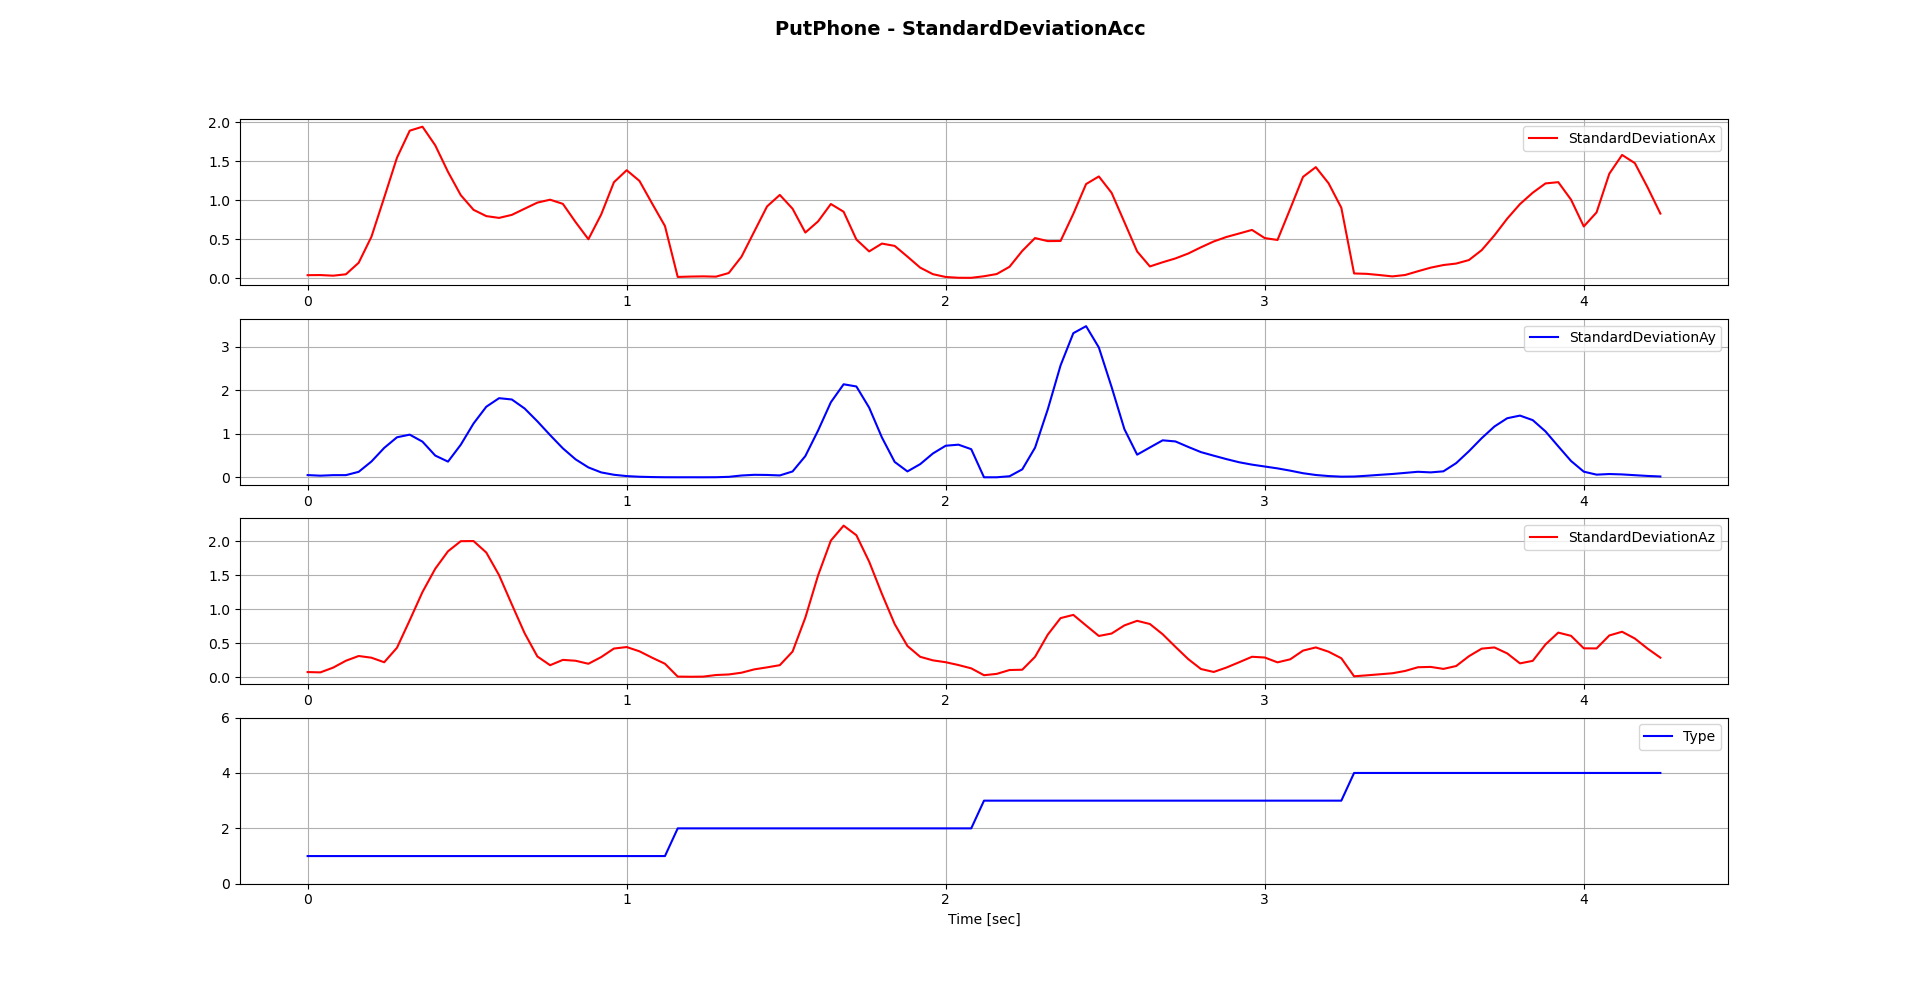 PutPhone - StandardDeviationAcc
2.0
1.5
1.0
0.5
0.0
StandardDeviationAx
0 1 2 3 4
3
2
1
0
StandardDeviationAy
0 1 2 3 4
2.0
1.5
1.0
0.5
0.0
StandardDeviationAz
0 1 2 3 4
6
4
2
0
Type
0 1 2 3 4
Time [sec]